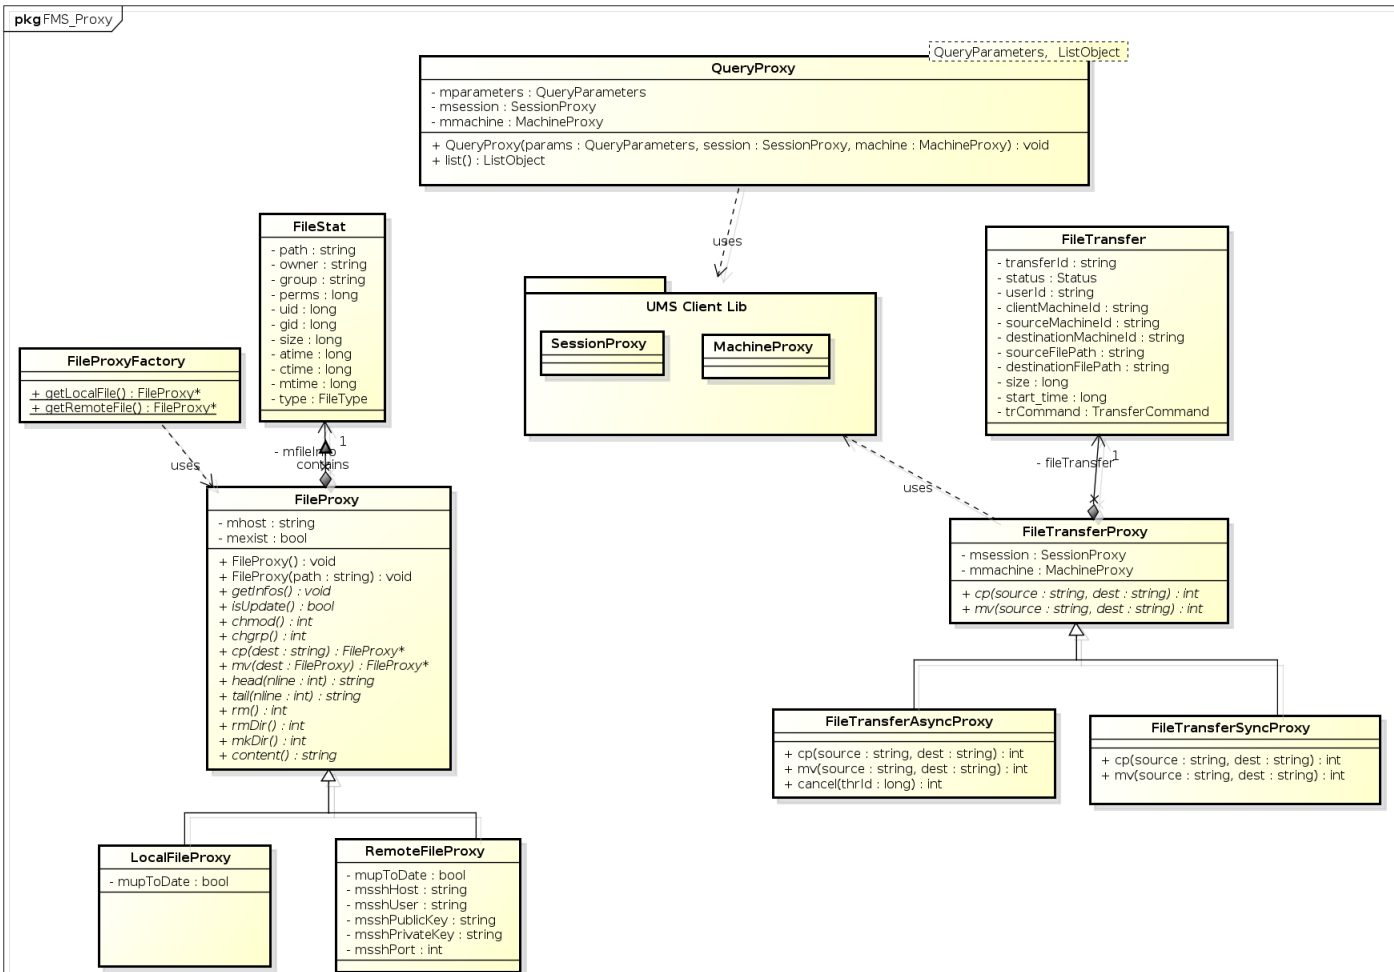 pkg FMS_Proxy
QueryParameters, ListObject
QueryProxy
- mparameters : QueryParameters
- msession : SessionProxy
- mmachine : MachineProxy
+ QueryProxy(params : QueryParameters, session : SessionProxy, machine : MachineProxy) : void
+ list() : ListObject
uses
FileStat
- path : string
- owner : string
- group : string
- perms : long
- uid : long
- gid : long
- size : long
- atime : long
- ctime : long
- mtime : long
- type : FileType
FileTransfer
- transferId : string
- status : Status
- userId : string
- clientMachineId : string
- sourceMachineId : string
- destinationMachineId : string
- sourceFilePath : string
- destinationFilePath : string
- size : long
- start_time : long
- trCommand : TransferCommand
UMS Client Lib
SessionProxy
MachineProxy
FileProxyFactory
+ getLocalFile() : FileProxy*
+ getRemoteFile() : FileProxy*
uses
1
- mfileInfo
contains
1
- fileTransfer
uses
FileProxy
- mhost : string
- mexist : bool
+ FileProxy() : void
+ FileProxy(path : string) : void
+ getInfos() : void
+ isUpdate() : bool
+ chmod() : int
+ chgrp() : int
+ cp(dest : string) : FileProxy*
+ mv(dest : FileProxy) : FileProxy*
+ head(nline : int) : string
+ tail(nline : int) : string
+ rm() : int
+ rmDir() : int
+ mkDir() : int
+ content() : string
FileTransferProxy
- msession : SessionProxy
- mmachine : MachineProxy
+ cp(source : string, dest : string) : int
+ mv(source : string, dest : string) : int
FileTransferAsyncProxy
+ cp(source : string, dest : string) : int
+ mv(source : string, dest : string) : int
+ cancel(thrId : long) : int
FileTransferSyncProxy
+ cp(source : string, dest : string) : int
+ mv(source : string, dest : string) : int
LocalFileProxy
- mupToDate : bool
RemoteFileProxy
- mupToDate : bool
- msshHost : string
- msshUser : string
- msshPublicKey : string
- msshPrivateKey : string
- msshPort : int